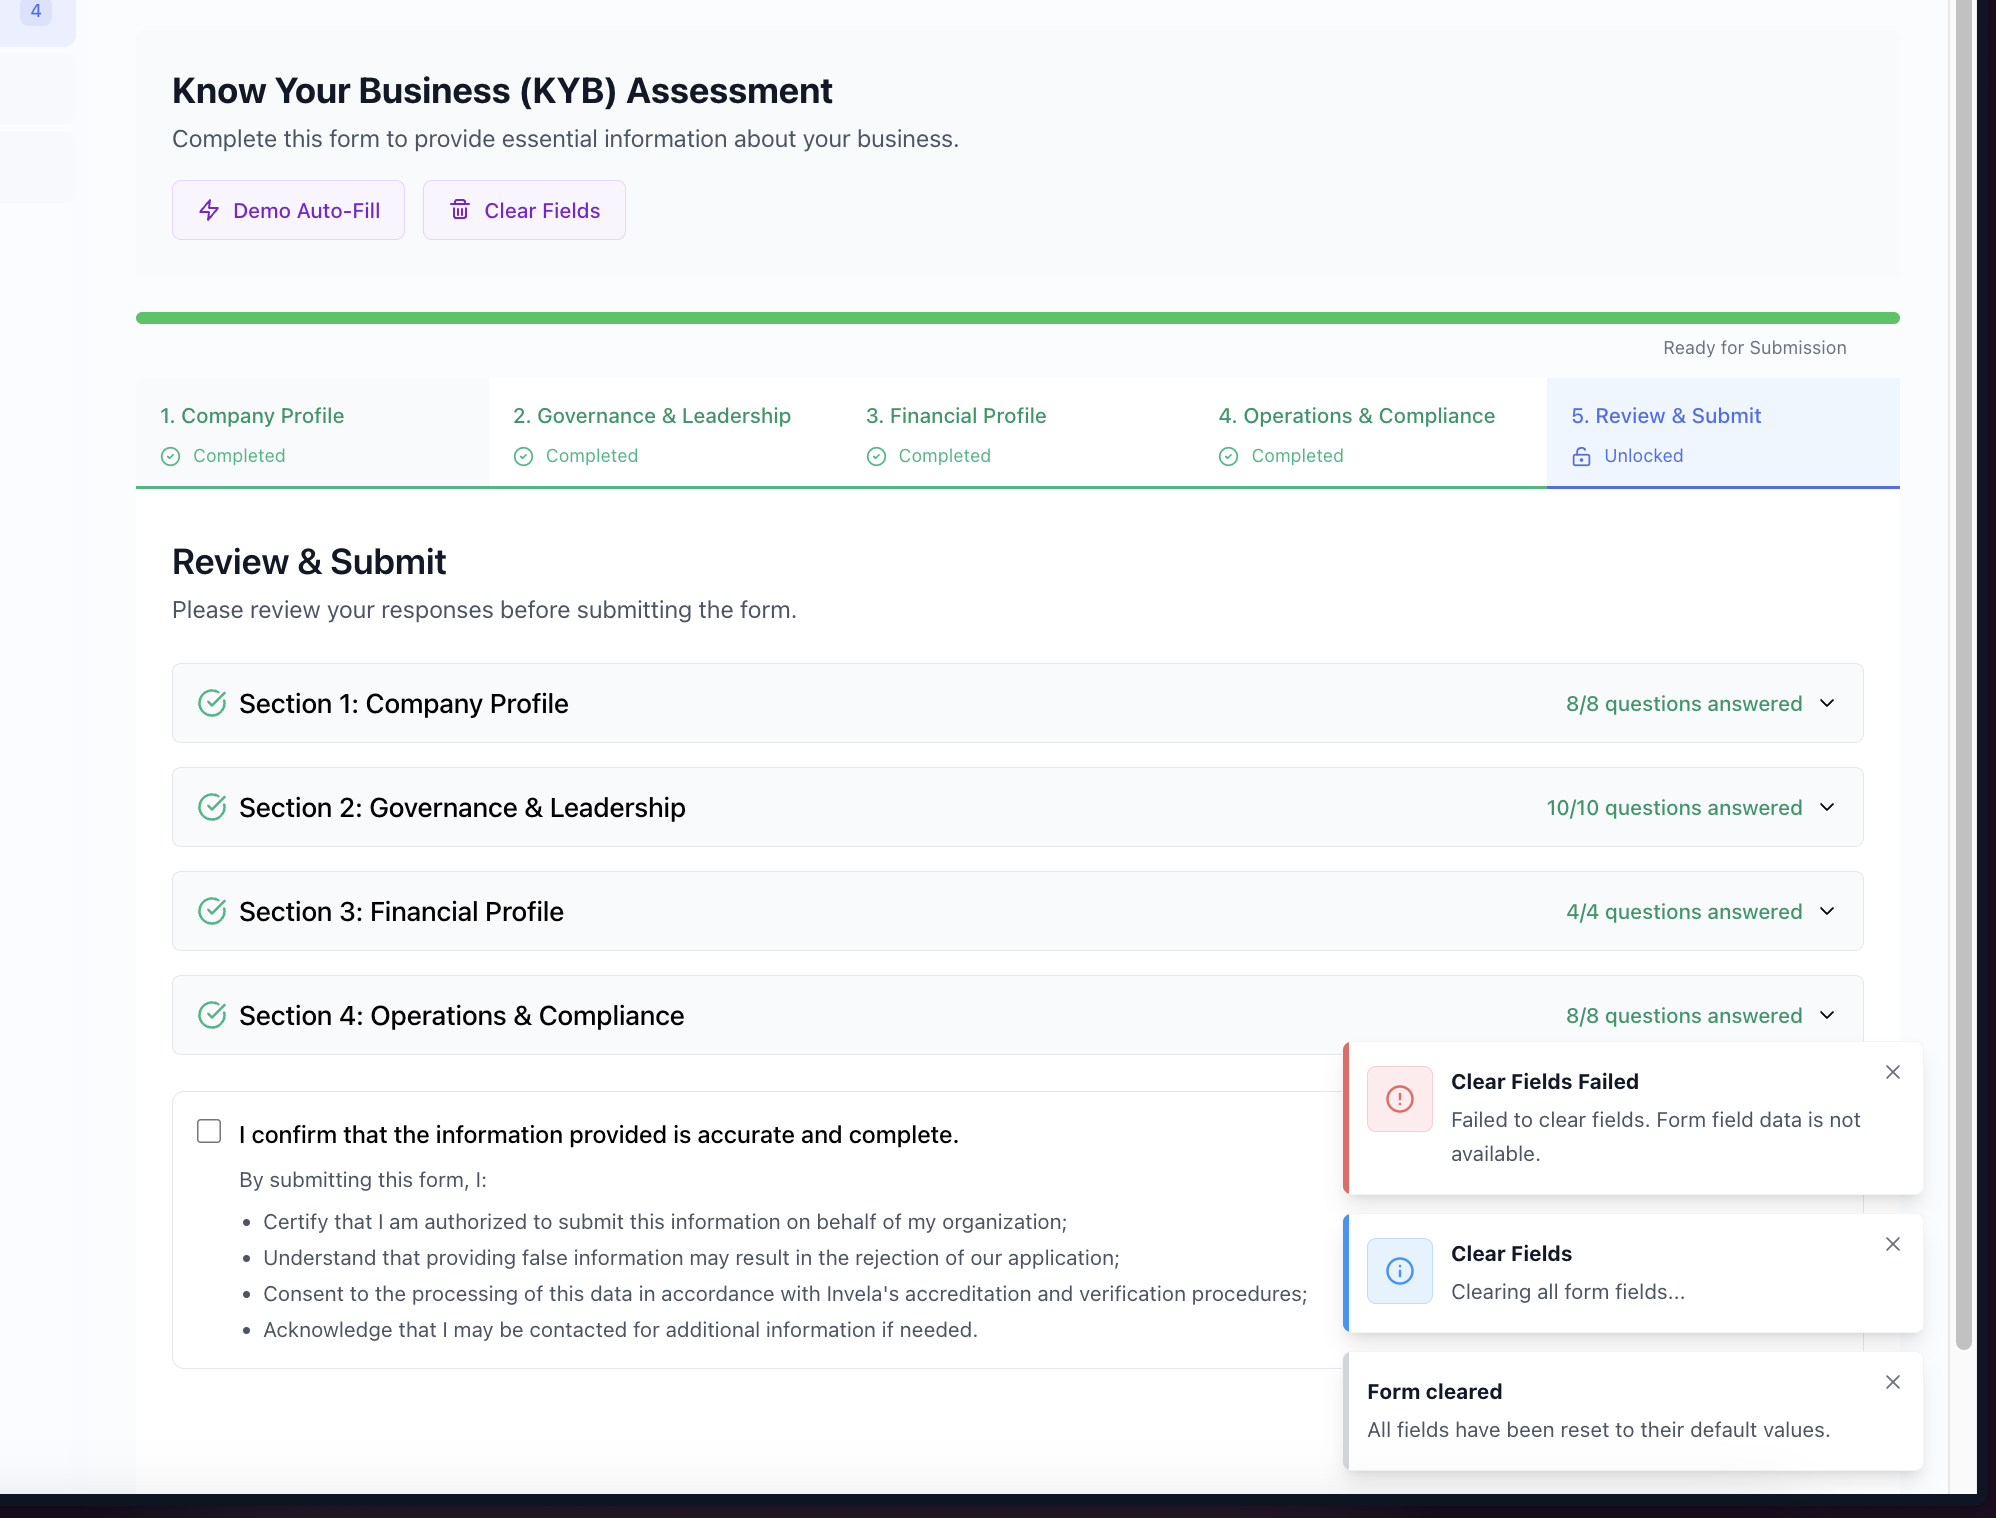 4
Know Your Business (KYB) Assessment
Complete this form to provide essential information about your business.
Demo Auto-Fill
Clear Fields
Ready for Submission
1. Company Profile
Completed
2. Governance & Leadership
Completed
3. Financial Profile
Completed
4. Operations & Compliance
Completed
5. Review & Submit
Unlocked
Review & Submit
Please review your responses before submitting the form.
Section 1: Company Profile
8/8 questions answered
Section 2: Governance & Leadership
10/10 questions answered
Section 3: Financial Profile
4/4 questions answered
Section 4: Operations & Compliance
8/8 questions answered
I confirm that the information provided is accurate and complete.
By submitting this form, I:
• Certify that I am authorized to submit this information on behalf of my organization;
• Understand that providing false information may result in the rejection of our application;
• Consent to the processing of this data in accordance with Invela's accreditation and verification procedures;
• Acknowledge that I may be contacted for additional information if needed.
Clear Fields Failed
Failed to clear fields. Form field data is not
available.
Clear Fields
Clearing all form fields...
Form cleared
All fields have been reset to their default values.